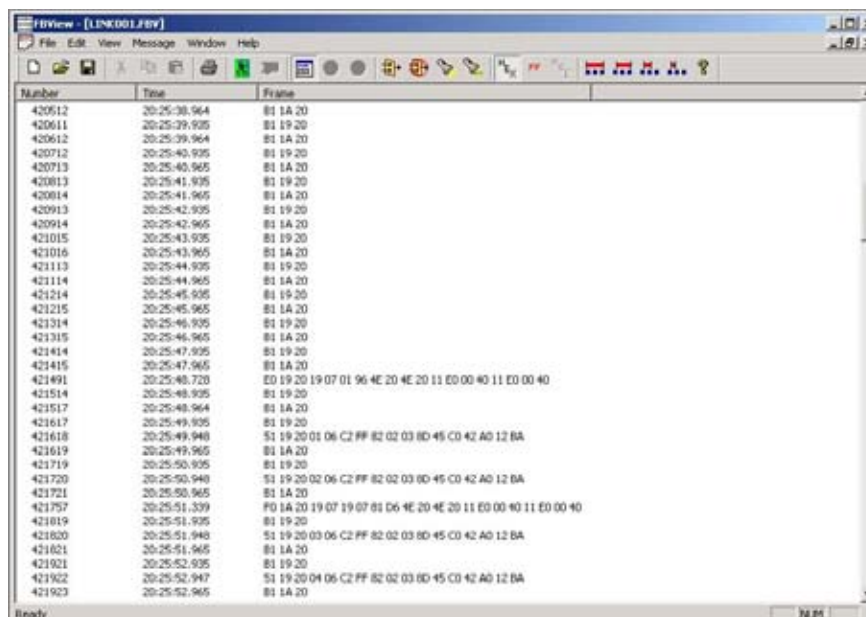 FBView - [LINK001.FBV]
File Edit View Message Window Help
Number Time Frame
420512 20:25:38.964 B1 1A 20
420611 20:25:39.935 B1 19 20
420612 20:25:39.964 B1 1A 20
420712 20:25:40.935 B1 19 20
420713 20:25:40.965 B1 1A 20
420813 20:25:41.935 B1 19 20
420814 20:25:41.965 B1 1A 20
420913 20:25:42.935 B1 19 20
420914 20:25:42.965 B1 1A 20
421015 20:25:43.935 B1 19 20
421016 20:25:43.965 B1 1A 20
421113 20:25:44.935 B1 19 20
421114 20:25:44.965 B1 1A 20
421214 20:25:45.935 B1 19 20
421215 20:25:45.965 B1 1A 20
421314 20:25:46.935 B1 19 20
421315 20:25:46.965 B1 1A 20
421414 20:25:47.935 B1 19 20
421415 20:25:47.965 B1 1A 20
421491 20:25:48.728 E0 19 20 19 07 01 96 4E 20 4E 20 11 E0 00 40 11 E0 00 40
421514 20:25:48.935 B1 19 20
421517 20:25:48.964 B1 1A 20
421617 20:25:49.935 B1 19 20
421618 20:25:49.948 51 19 20 01 06 C2 FF 82 02 03 8D 45 C0 42 A0 12 BA
421619 20:25:49.965 B1 1A 20
421719 20:25:50.935 B1 19 20
421720 20:25:50.948 51 19 20 02 06 C2 FF 82 02 03 8D 45 C0 42 A0 12 BA
421721 20:25:50.965 B1 1A 20
421757 20:25:51.339 F0 1A 20 19 07 19 07 81 D6 4E 20 4E 20 11 E0 00 40 11 E0 00 40
421819 20:25:51.935 B1 19 20
421820 20:25:51.948 51 19 20 03 06 C2 FF 82 02 03 8D 45 C0 42 A0 12 BA
421821 20:25:51.965 B1 1A 20
421921 20:25:52.935 B1 19 20
421922 20:25:52.947 51 19 20 04 06 C2 FF 82 02 03 8D 45 C0 42 A0 12 BA
421923 20:25:52.965 B1 1A 20
Ready NUM